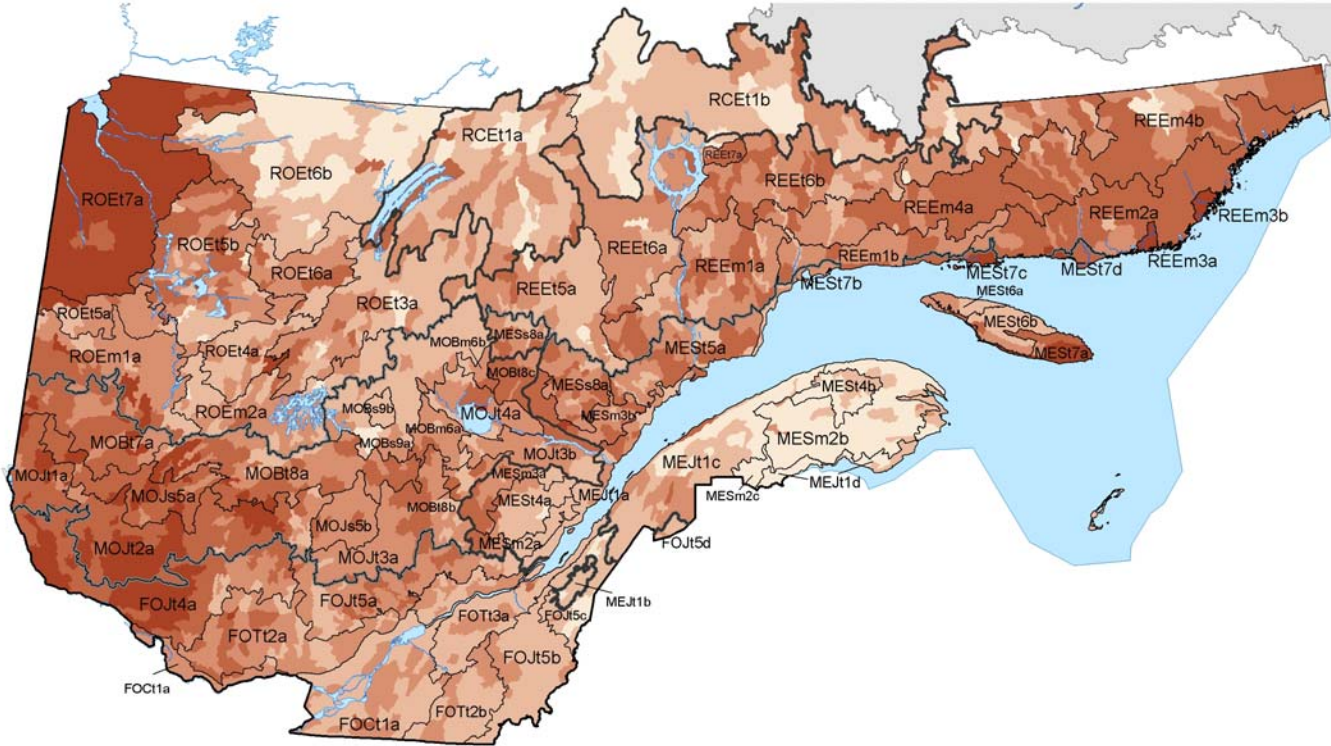 RCEt1b
RCEt1a
REEm4b
ROEt6b
REEt7a
REEt6b
ROEt7a
REEm4a
REEm2a
REEm3b
ROEt5b
REEt6a
REEm1a
REEm1b
REEm3a
ROEt6a
MESt7b
MESt7c
MESt7d
REEt5a
MESt6a
ROEt3a
ROEt5a
MESt6b
MOBm6b
MESs8a
MESt5a
ROEm1a
ROEt4a
MESt7a
MOBt8c
MESs8a
MESt4b
MOBs9b
ROEm2a
MOJt4a
MESm3b
MOBm6a
MESm2b
MOBt7a
MOBs9a
MOJt3b
MEJt1c
MOJt1a
MOBt8a
MESm3a
MEJt1d
MOJs5a
MESt4a
MEJt1a
MESm2c
MOBt8b
MOJs5b
MOJt2a
MESm2a
FOJt5d
MOJt3a
FOJt4a
FOJt5a
MEJt1b
FOTt3a
FOJt5c
FOTt2a
FOJt5b
FOCt1a
FOTt2b
FOCt1a